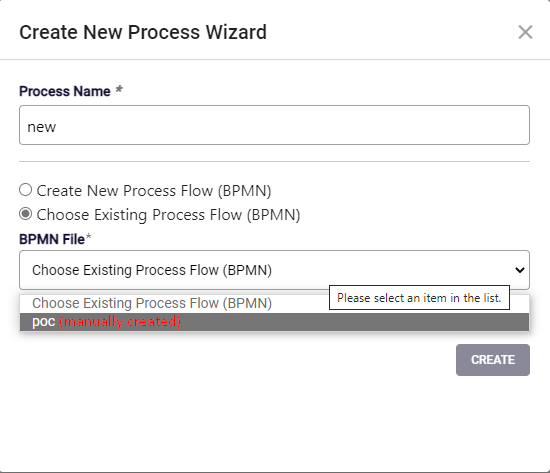 Create New Process Wizard
Process Name *
new
Create New Process Flow (BPMN)
Choose Existing Process Flow (BPMN)
BPMN File*
Choose Existing Process Flow (BPMN)
Please select an item in the list.
Choose Existing Process Flow (BPMN)
poc (manually created)
CREATE